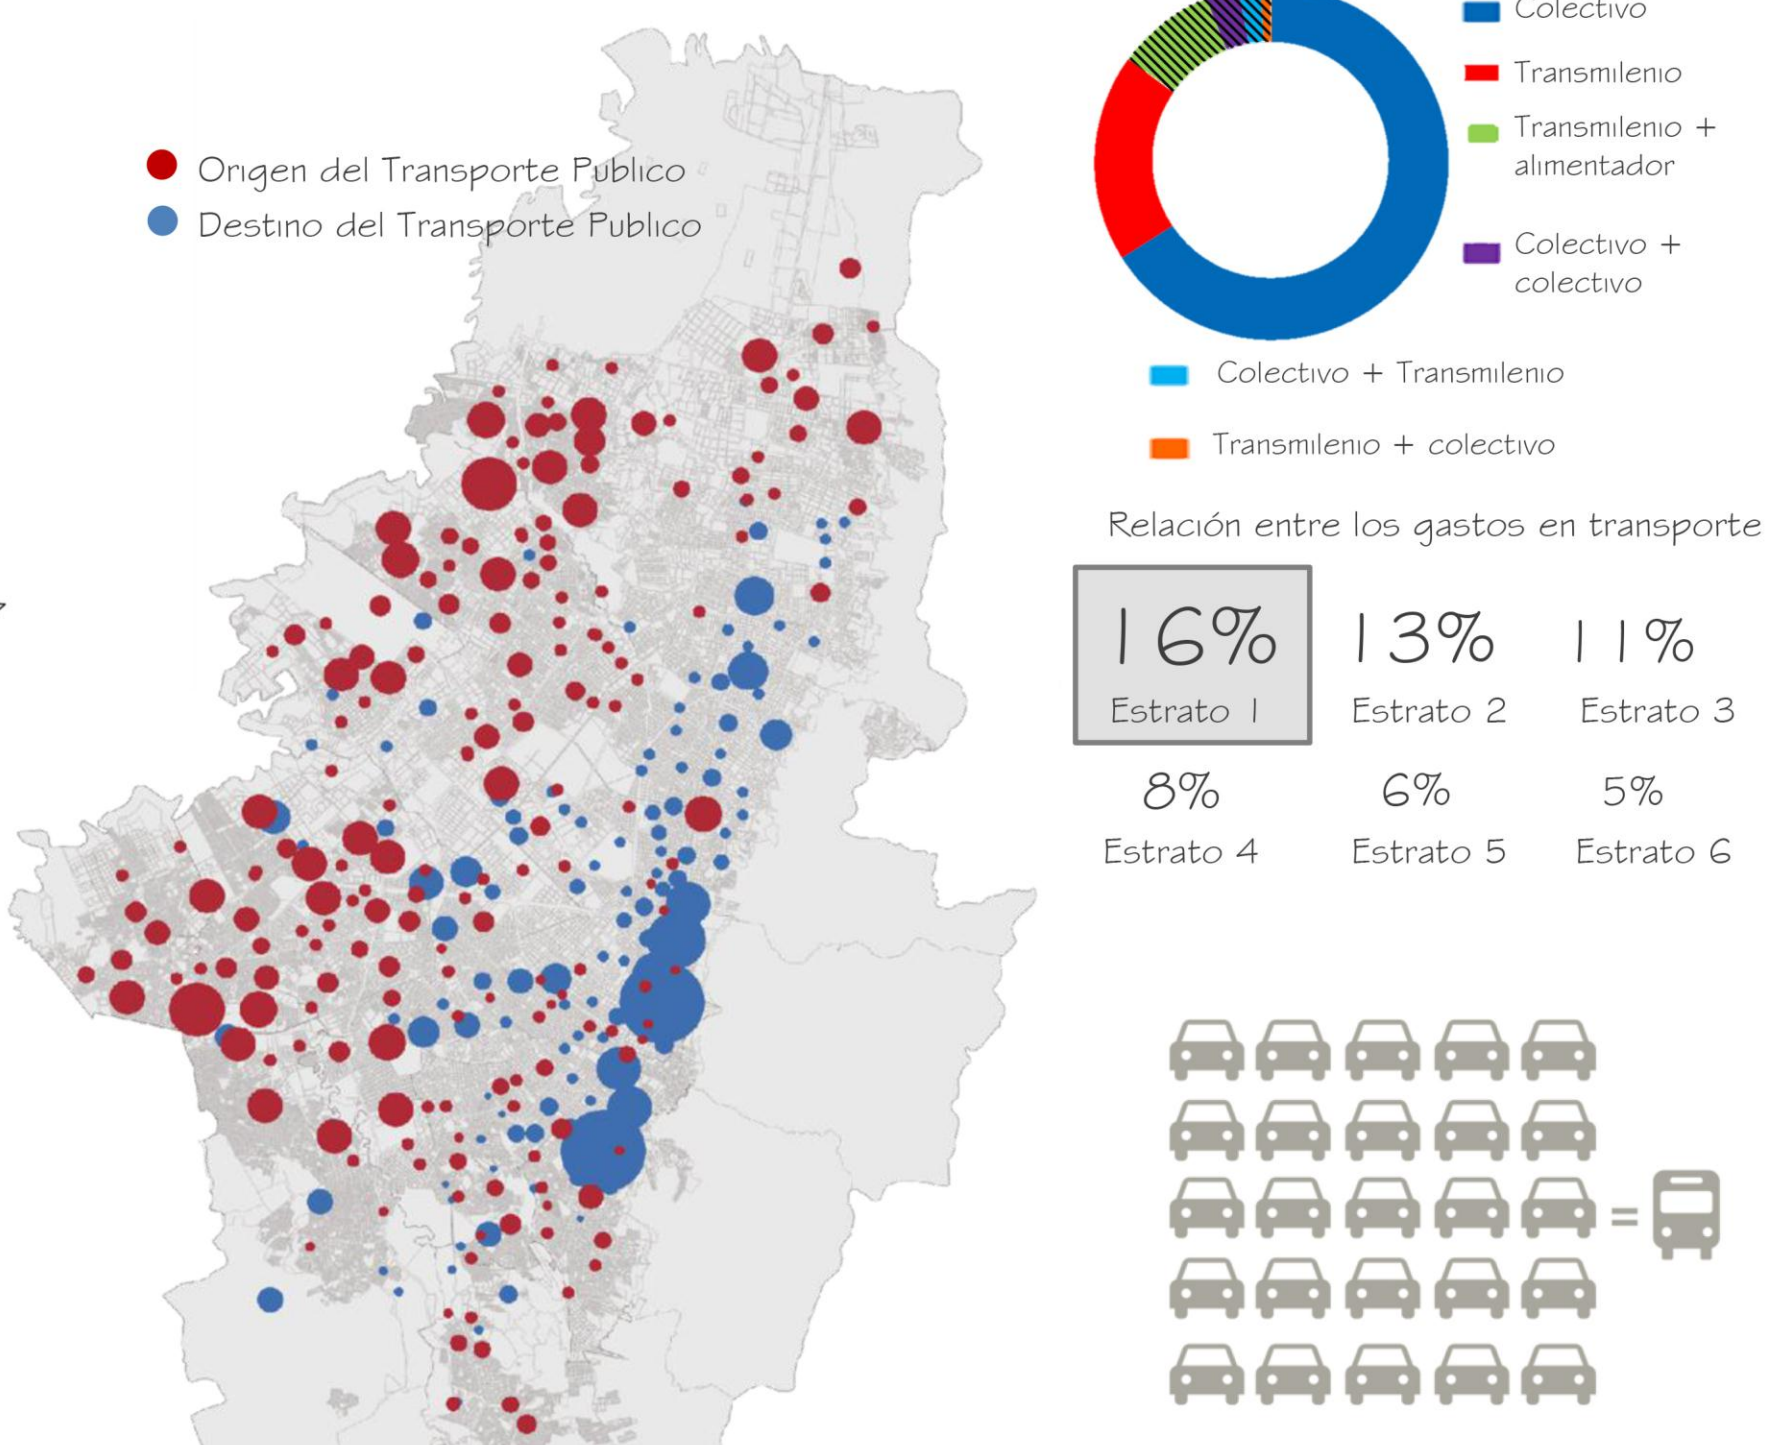 Origen del Transporte Publico
Destino del Transporte Publico
Colectivo
Transmilenio
Transmilenio +
alimentador
Colectivo +
colectivo
Colectivo + Transmilenio
Transmilenio + colectivo
Relación entre los gastos en transporte
16% 13% 11%
Estrato 1 Estrato 2 Estrato 3
8% 6% 5%
Estrato 4 Estrato 5 Estrato 6
=